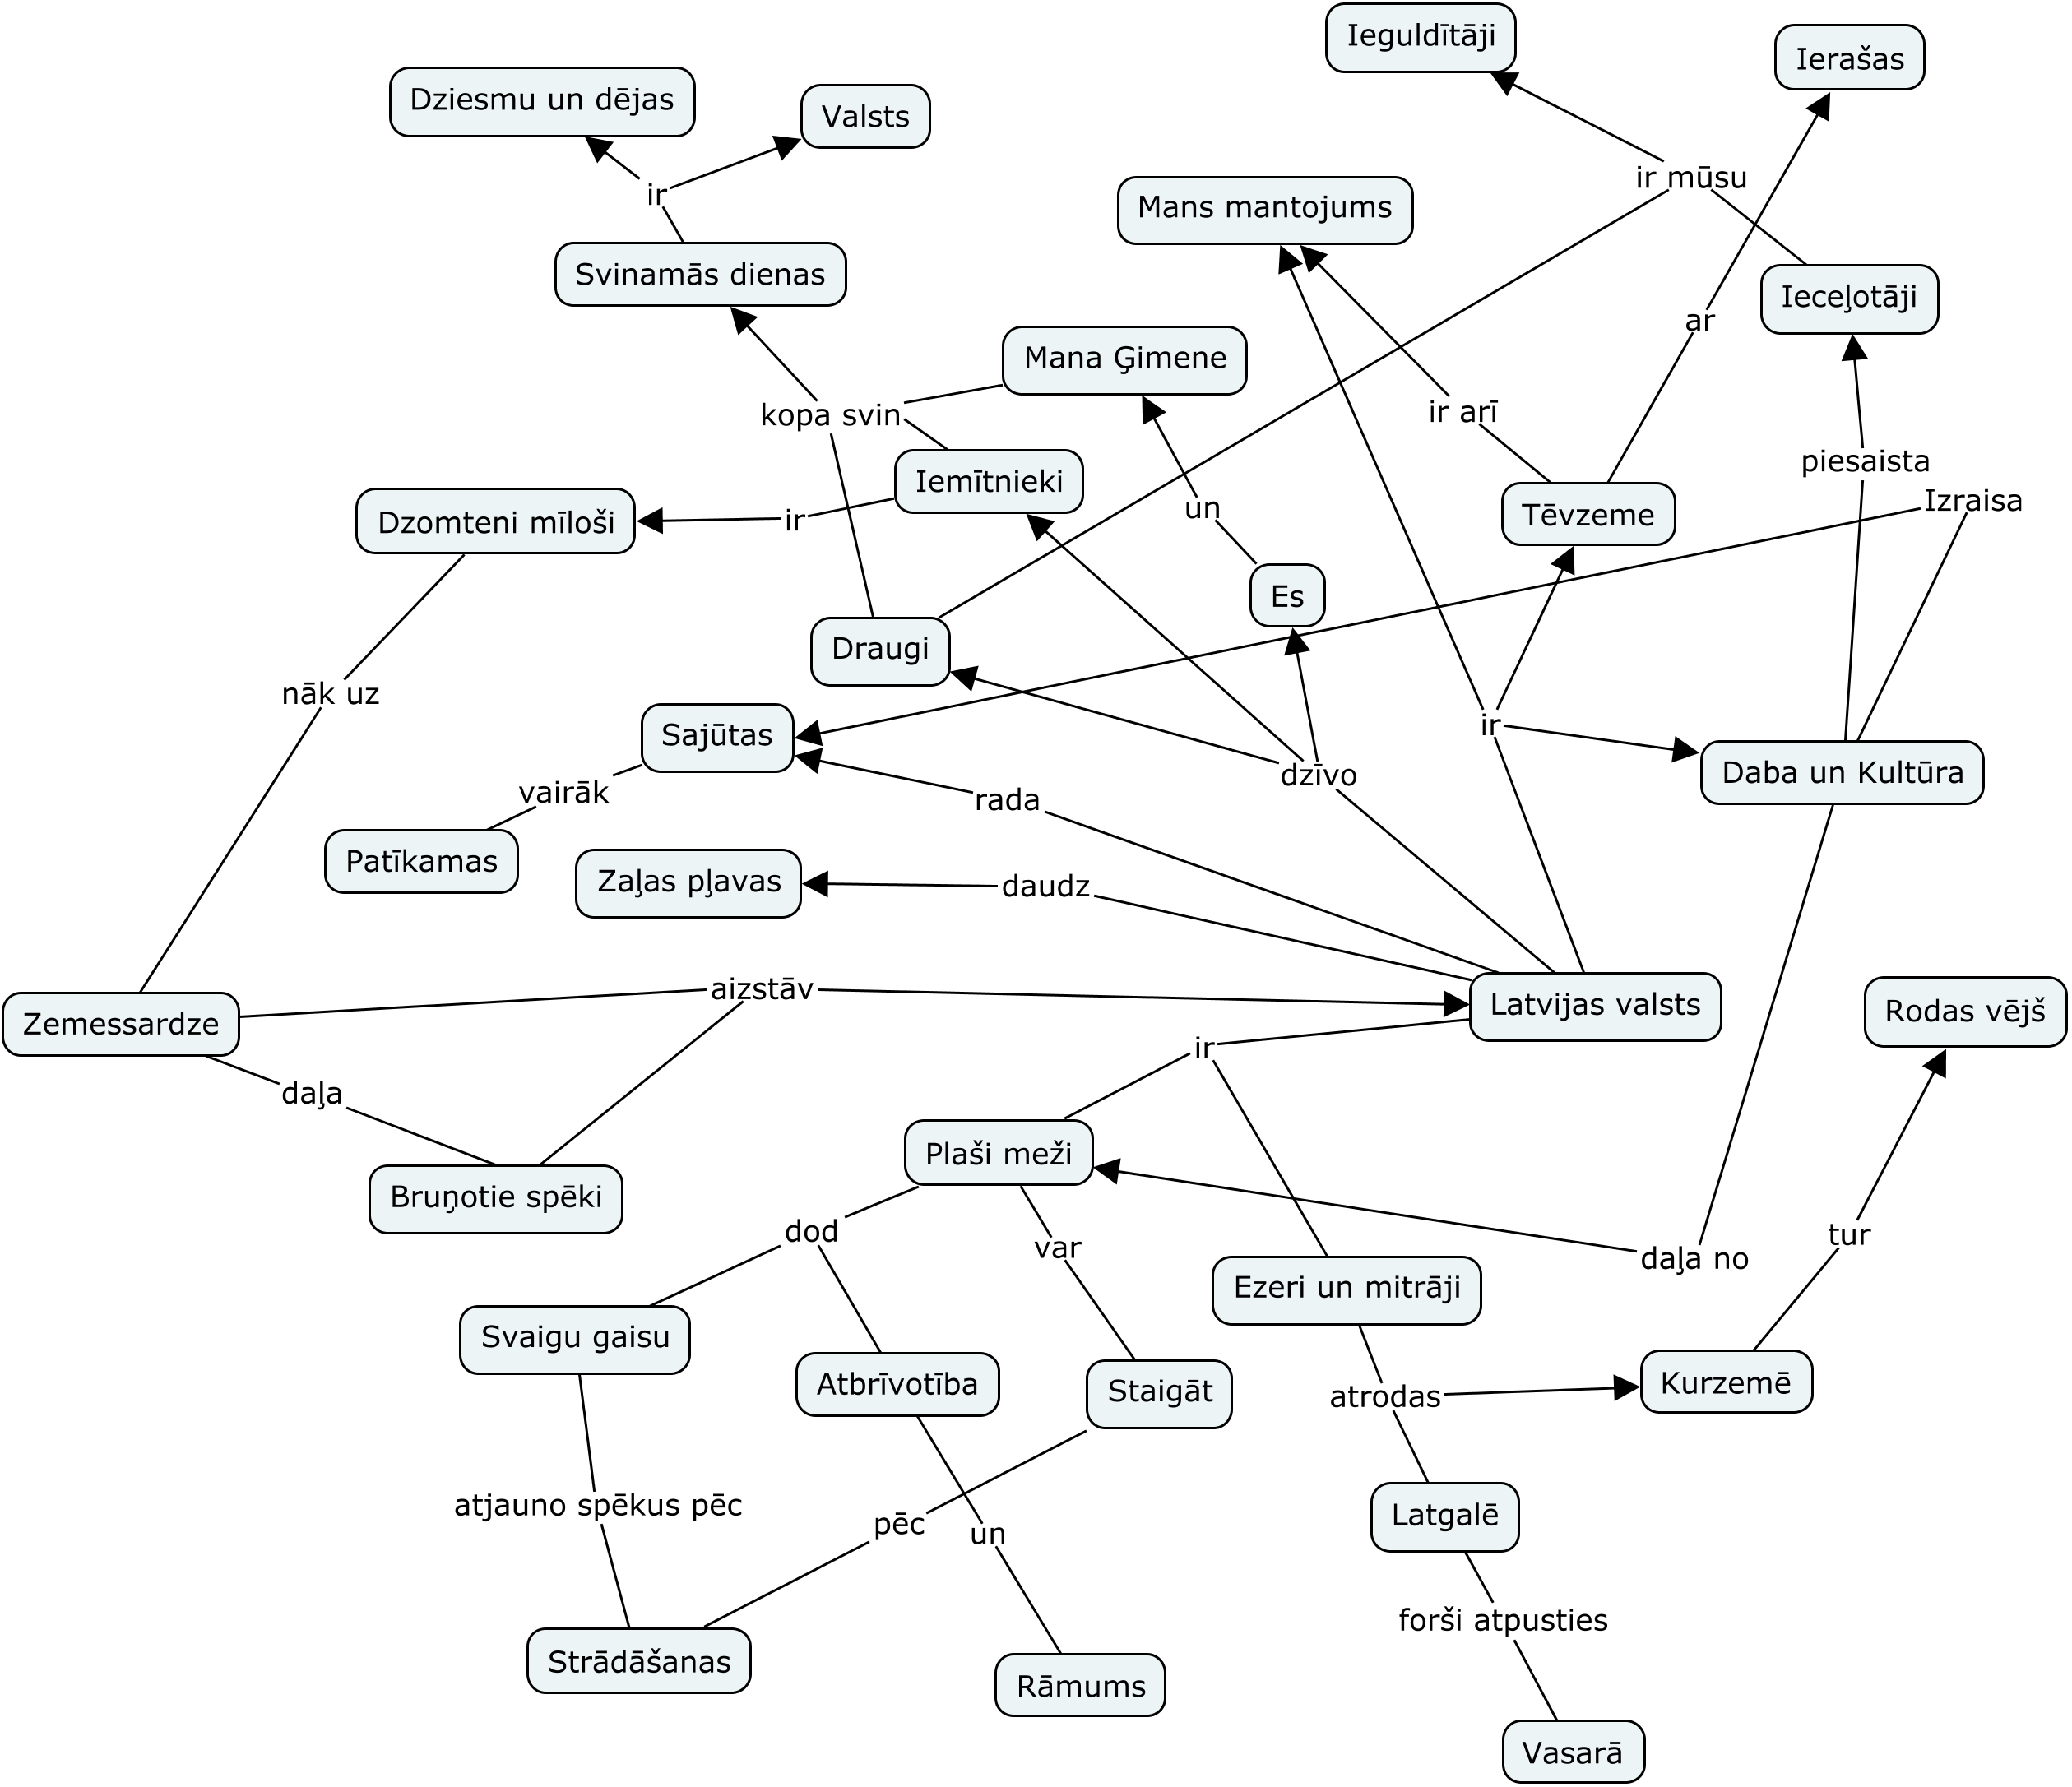 Ieguldītāji
Ierašas
Dziesmu un dējas
Valsts
ir mūsu
ir
Mans mantojums
Svinamās dienas
Ieceļotāji
ar
Mana Ģimene
kopa svin
ir arī
piesaista
Iemītnieki
Izraisa
un
Tēvzeme
Dzomteni mīloši
ir
Es
Draugi
nāk uz
ir
Sajūtas
dzīvo
Daba un Kultūra
vairāk
rada
Patīkamas
Zaļas pļavas
daudz
aizstāv
Latvijas valsts
Rodas vējš
Zemessardze
ir
daļa
Plaši meži
Bruņotie spēki
dod
var
tur
daļa no
Ezeri un mitrāji
Svaigu gaisu
Atbrīvotība
Staigāt
atrodas
Kurzemē
atjauno spēkus pēc
pēc
un
Latgalē
forši atpusties
Strādāšanas
Rāmums
Vasarā